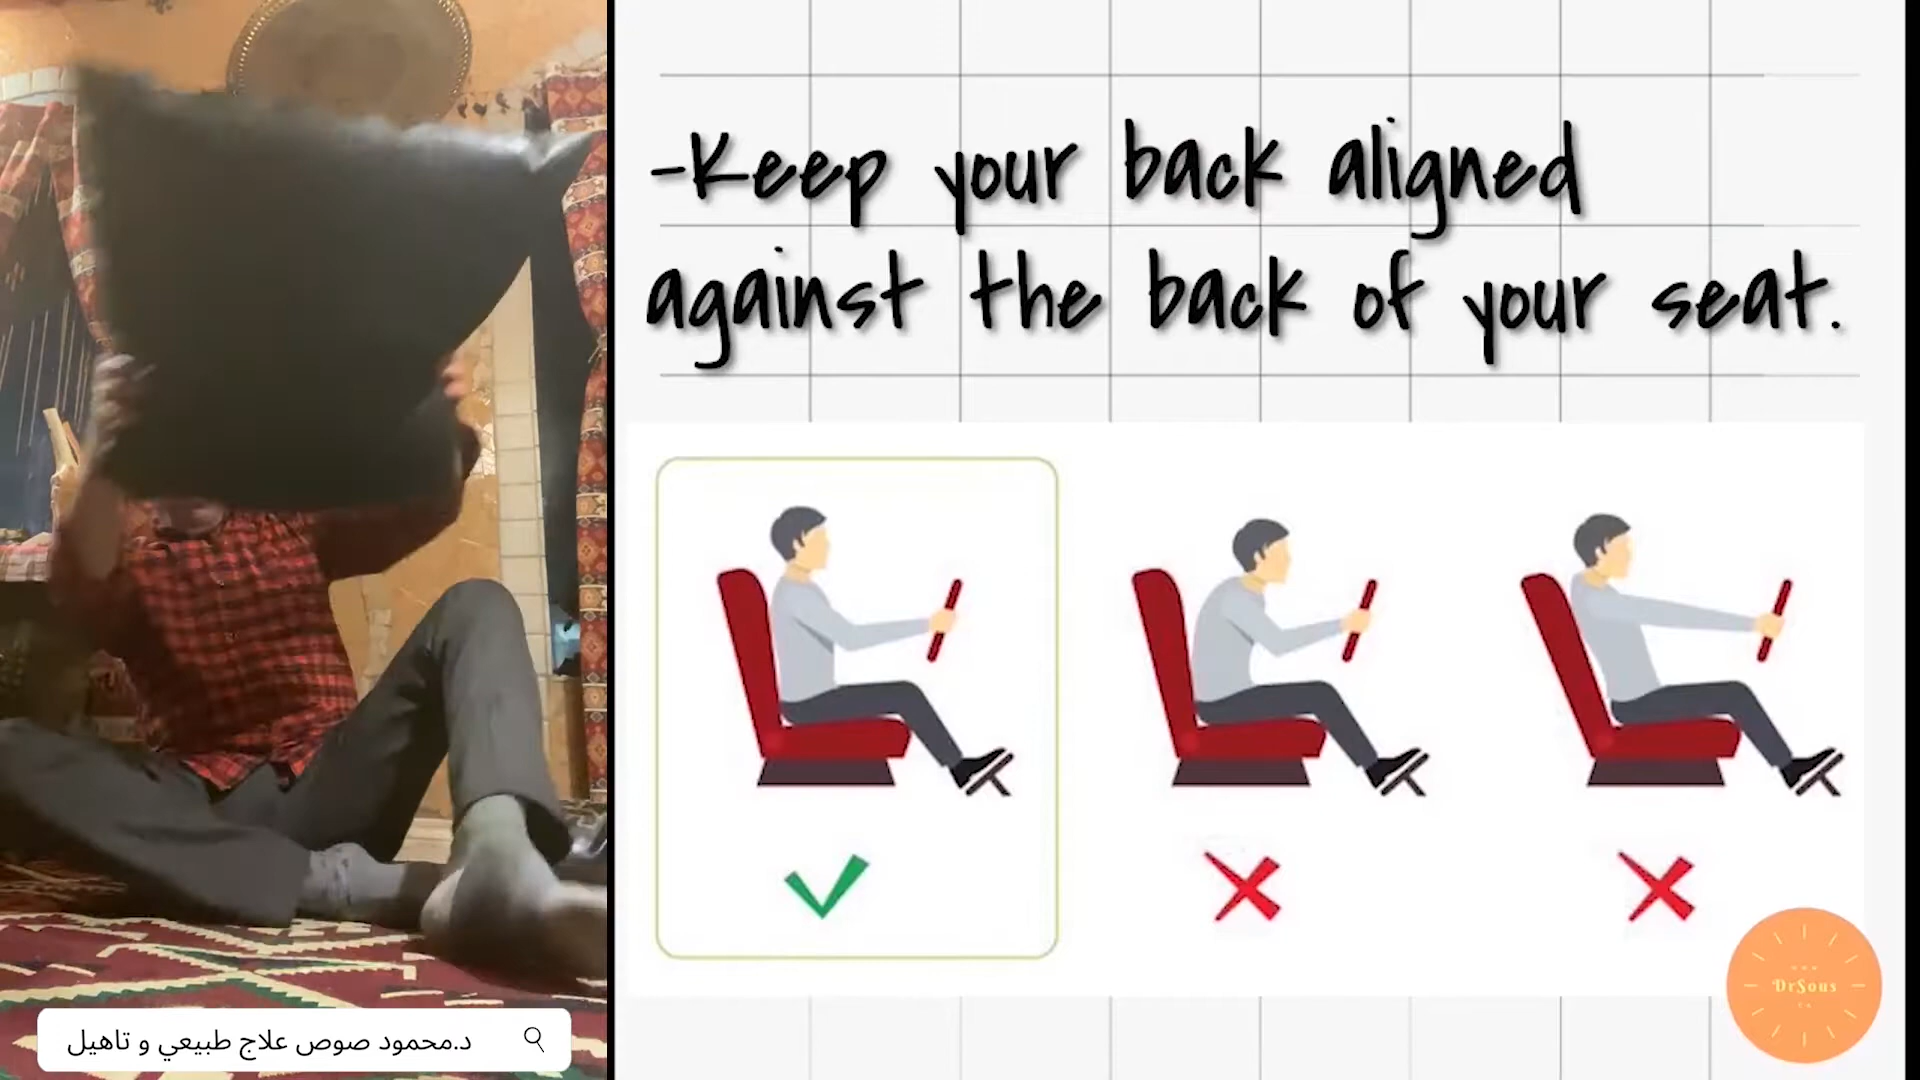 -Keep your back aligned
against the back of your seat.
د.محمود صوص علاج طبيعي و تاهيل
DrSous